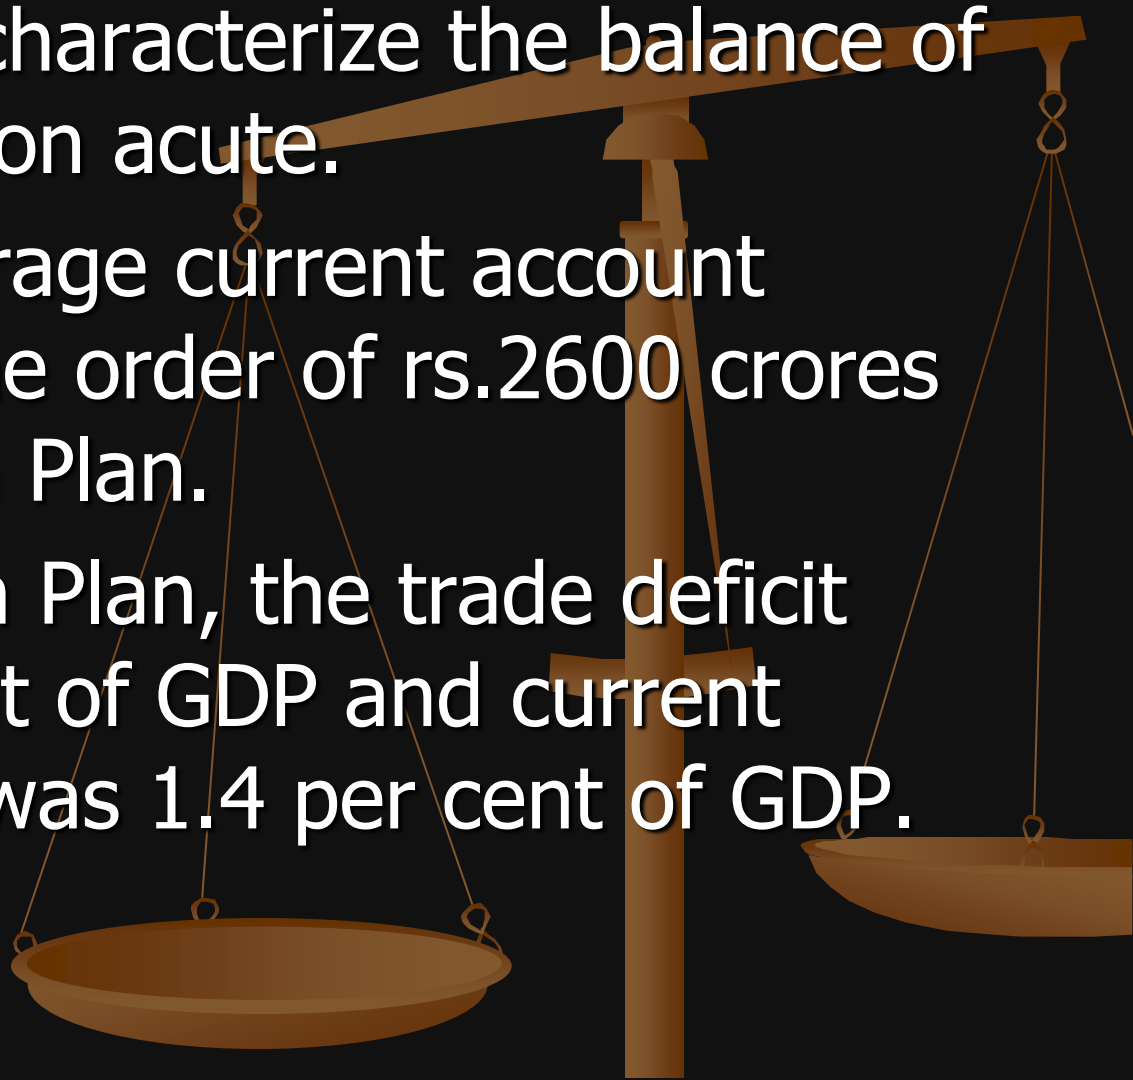 characterize the balance of
on acute.
rage current account
e order of rs.2600 crores
Plan.
Plan, the trade deficit
t of GDP and current
was 1.4 per cent of GDP.